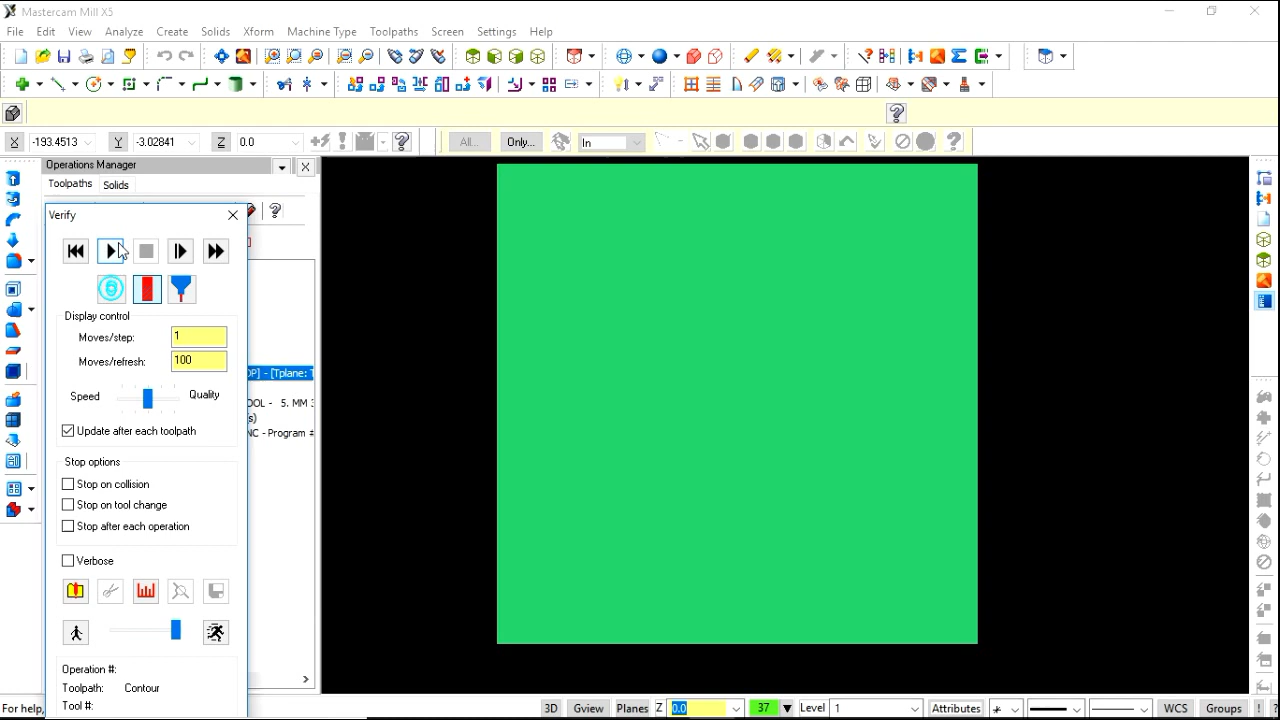 Mastercam Mill X5
File Edit View Analyze Create Solids Xform Machine Type Toolpaths Screen Settings Help
X -193.4513 Y -3.02841 Z 0.0 All... Only... In
Operations Manager
Toolpaths Solids
Verify
Display control
DP] - [Tplane: T
Moves/step: 1
Moves/refresh: 100
Speed Quality
OOL - 5. MM 3
s)
Update after each toolpath
NC - Program #
Stop options
Stop on collision
Stop on tool change
Stop after each operation
Verbose
Operation #:
Toolpath: Contour
Tool #:
For help, 3D Gview Planes Z 0.0 37 Level 1 Attributes WCS Groups ! ?